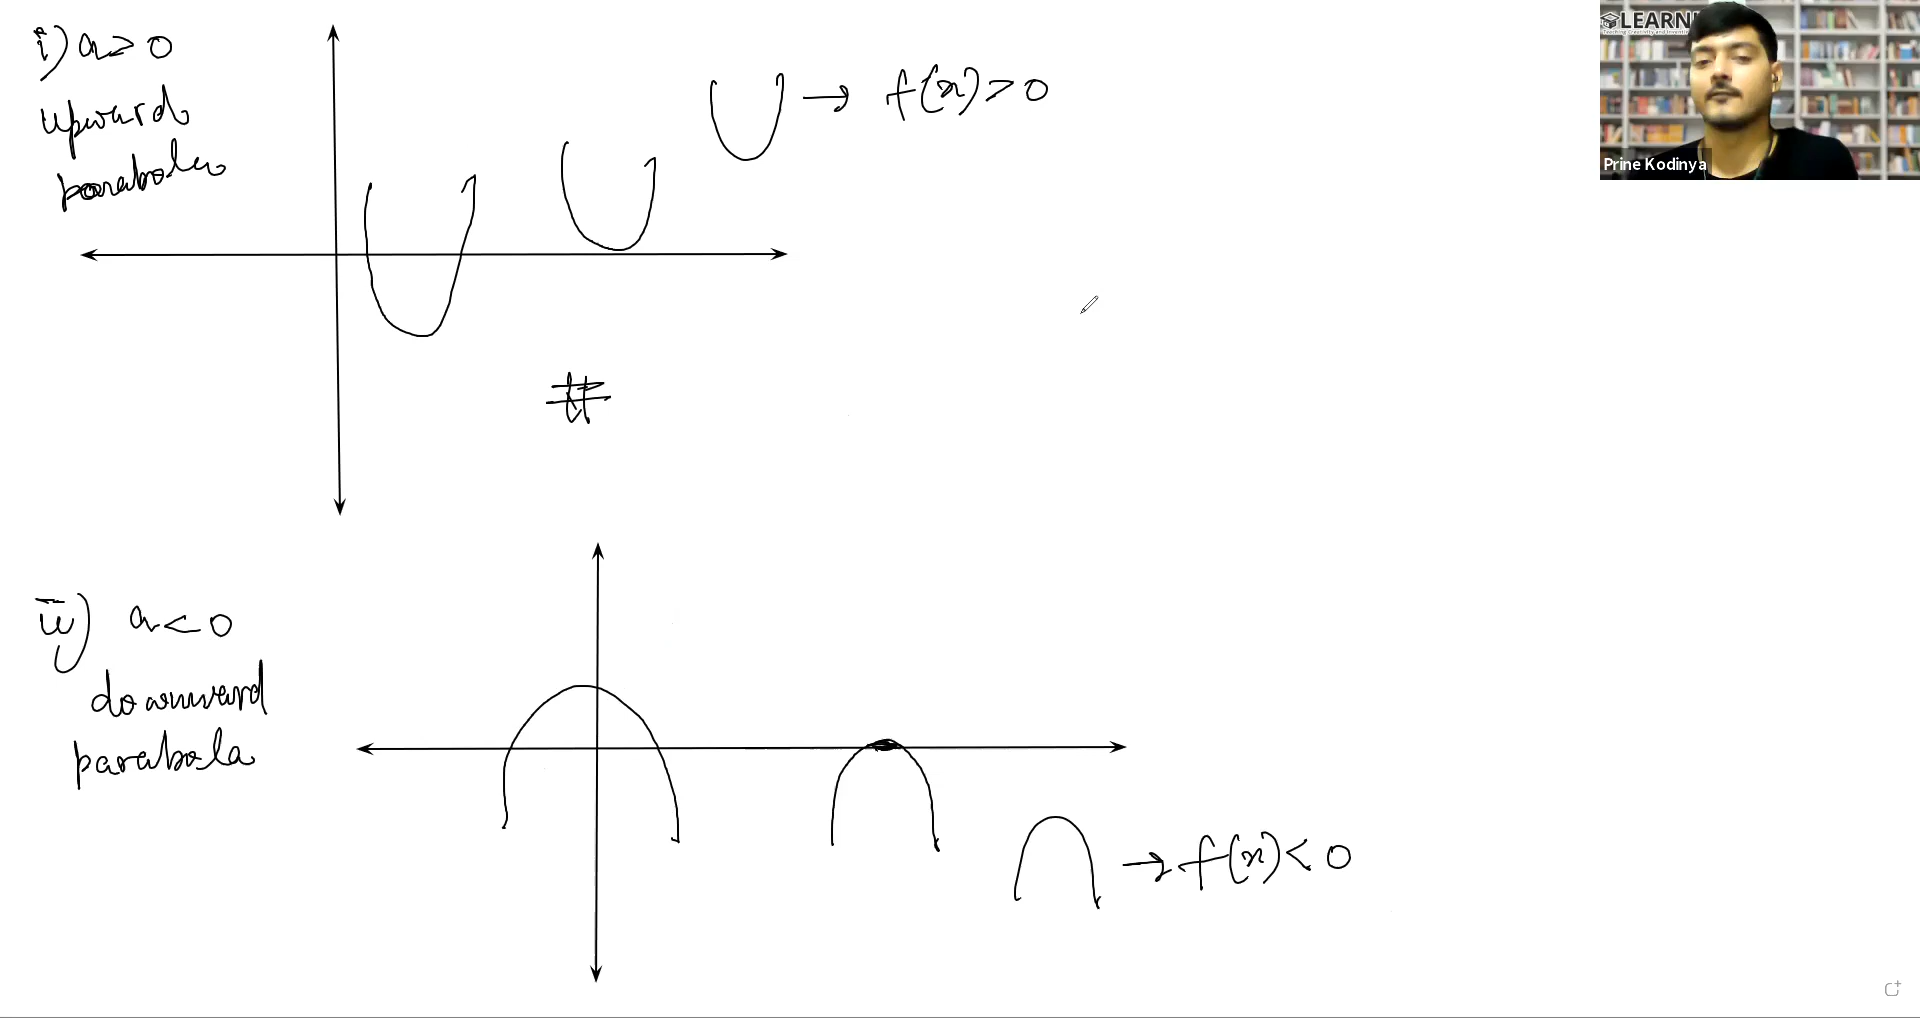 i) a > 0
upward
parabola
→ f(x) > 0
#
ii) a < 0
downward
parabola
→ f(x) < 0
LEARN
Prine Kodinya